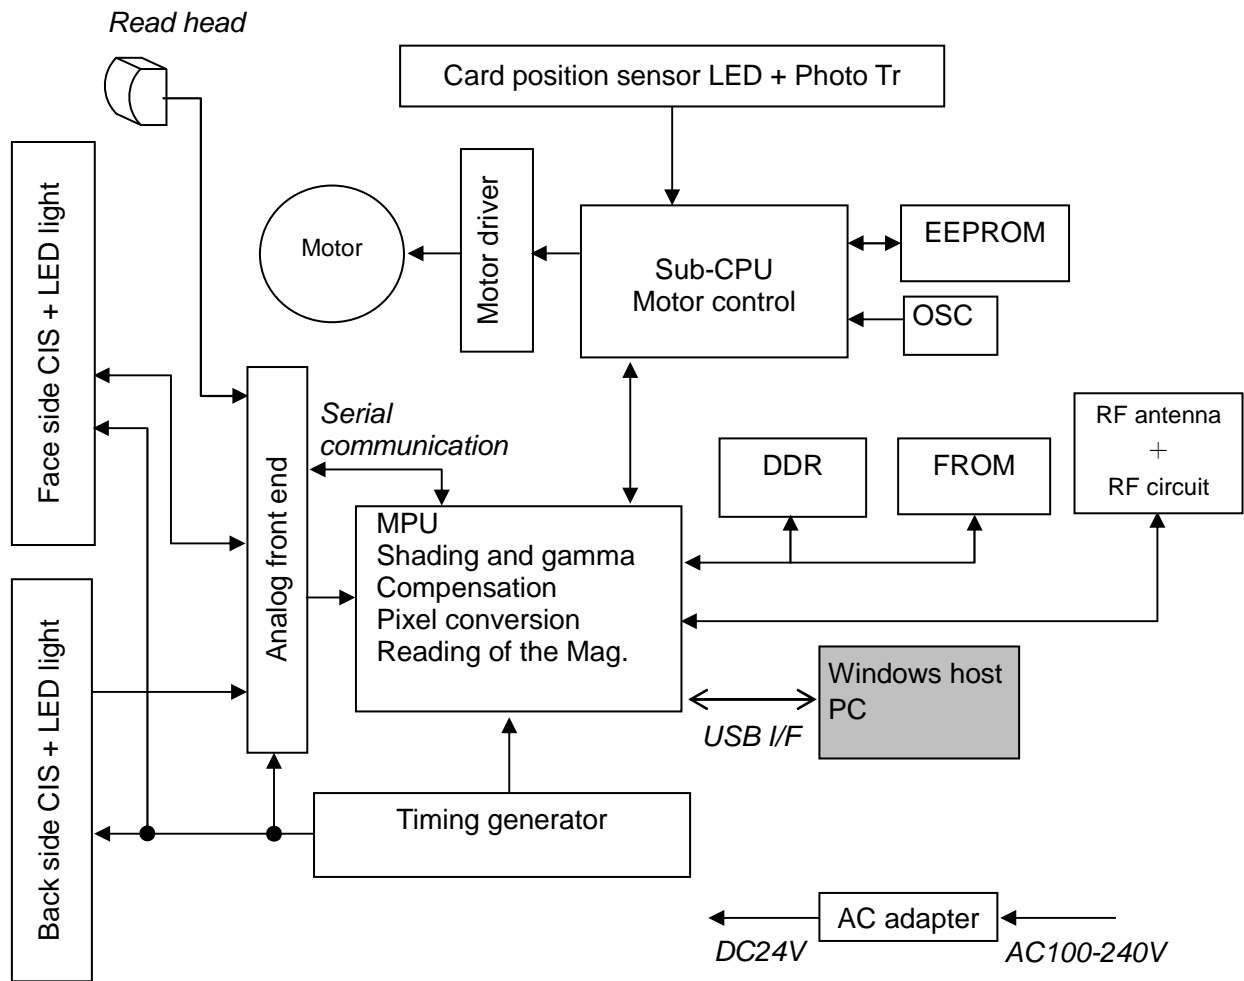 Read head
Card position sensor LED + Photo Tr
Face side CIS + LED light
Motor
Motor driver
Sub-CPU
Motor control
EEPROM
OSC
Serial
communication
Analog front end
DDR
FROM
RF antenna
+
RF circuit
MPU
Shading and gamma
Compensation
Pixel conversion
Reading of the Mag.
Windows host
PC
USB I/F
Back side CIS + LED light
Timing generator
AC adapter
DC24V
AC100-240V